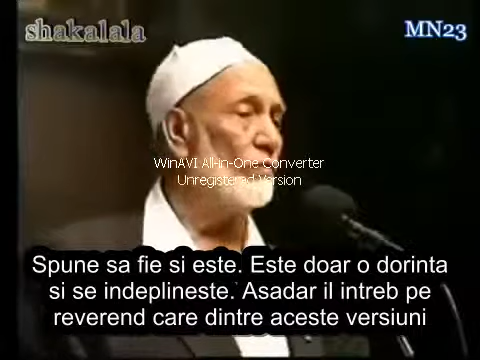 shakalala
MN23
WinAVI All-in-One Converter
Unregistered Version
Spune sa fie si este. Este doar o dorinta
si se indeplineste. Asadar il intreb pe
reverend care dintre aceste versiuni